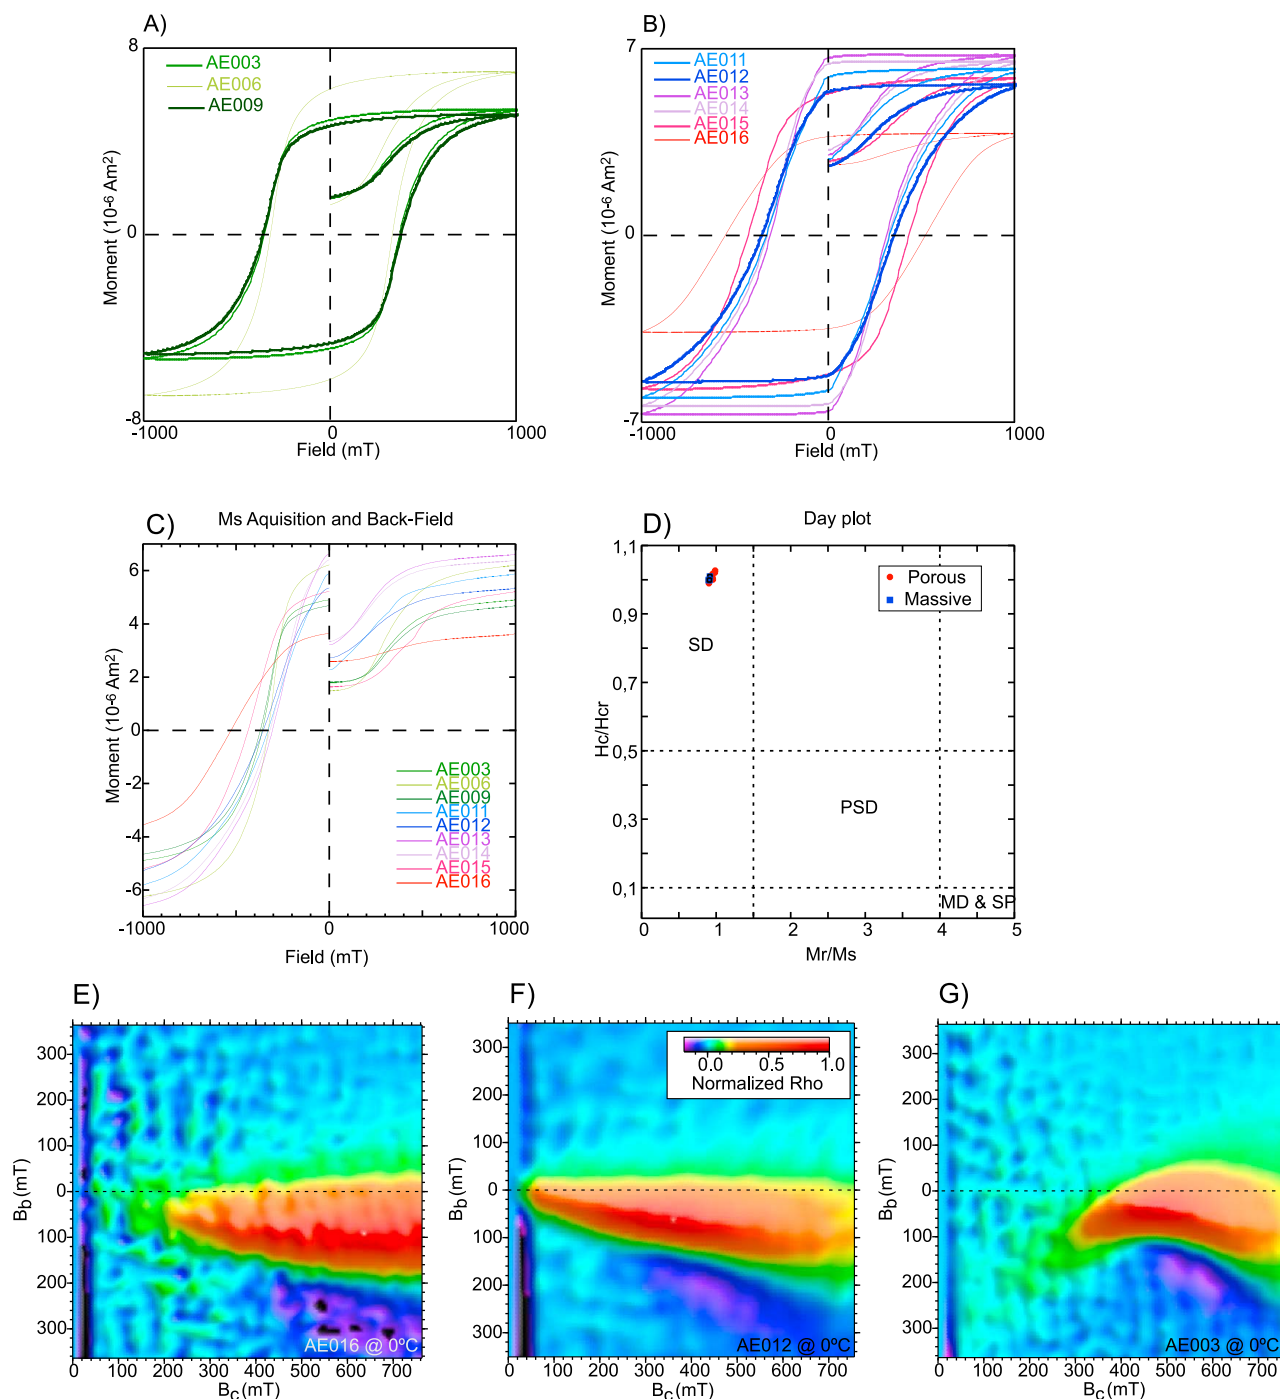 A)
8
AE003
AE006
AE009
Moment (10-6 Am2)
0
-8
-1000
0
1000
Field (mT)
B)
7
AE011
AE012
AE013
AE014
AE015
AE016
Moment (10-6 Am2)
0
-7
-1000
0
1000
Field (mT)
C)
Ms Aquisition and Back-Field
6
4
2
0
-2
-4
-6
Moment (10-6 Am2)
AE003
AE006
AE009
AE011
AE012
AE013
AE014
AE015
AE016
-1000
0
1000
Field (mT)
D)
Day plot
1,1
0,9
0,7
0,5
0,3
0,1
Hc/Hcr
Porous
Massive
SD
PSD
MD & SP
0 1 2 3 4 5
Mr/Ms
E)
300
200
100
0
100
200
300
Bb (mT)
AE016 @ 0ºC
0 100 200 300 400 500 600 700
Bc (mT)
F)
300
200
100
0
100
200
300
Bb (mT)
0.0 0.5 1.0
Normalized Rho
AE012 @ 0ºC
0 100 200 300 400 500 600 700
Bc (mT)
G)
300
200
100
0
100
200
300
Bb (mT)
AE003 @ 0ºC
0 100 200 300 400 500 600 700
Bc (mT)